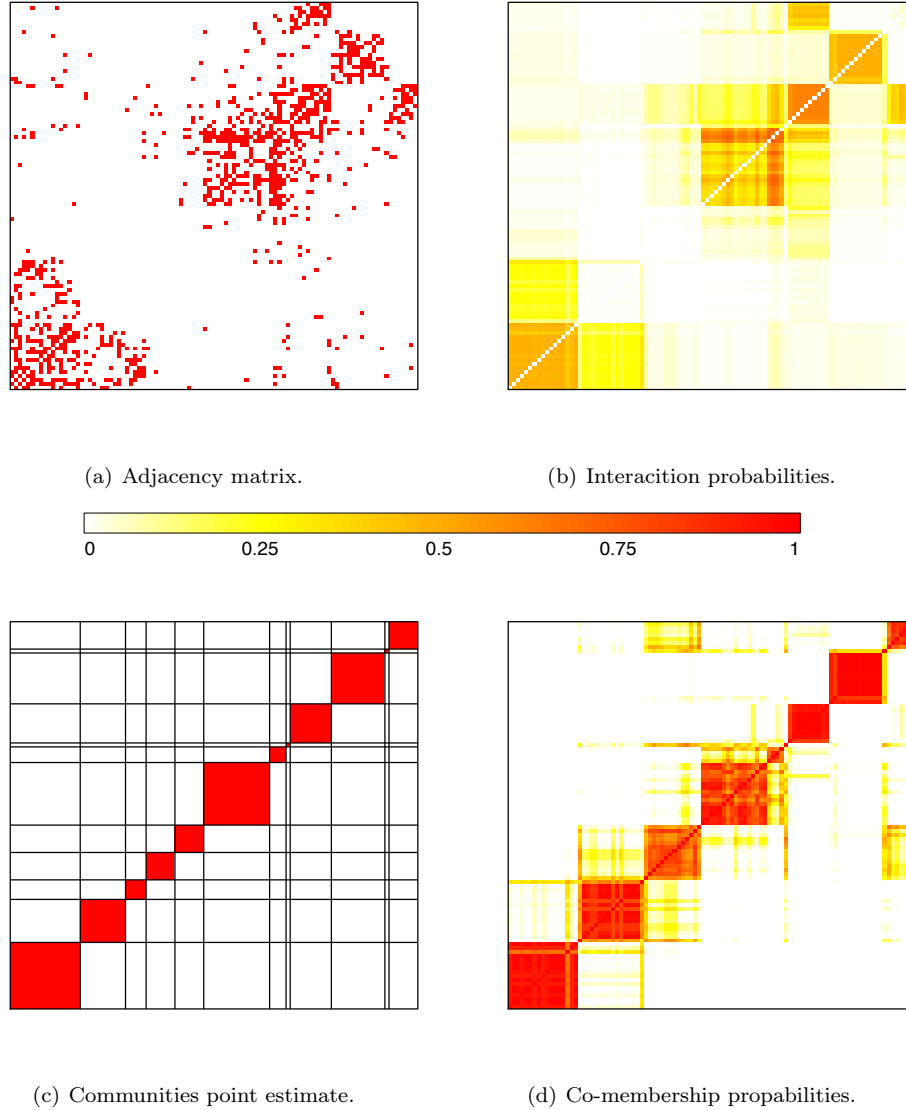 (a) Adjacency matrix.
(b) Interacition probabilities.
0 0.25 0.5 0.75 1
(c) Communities point estimate.
(d) Co-membership propabilities.